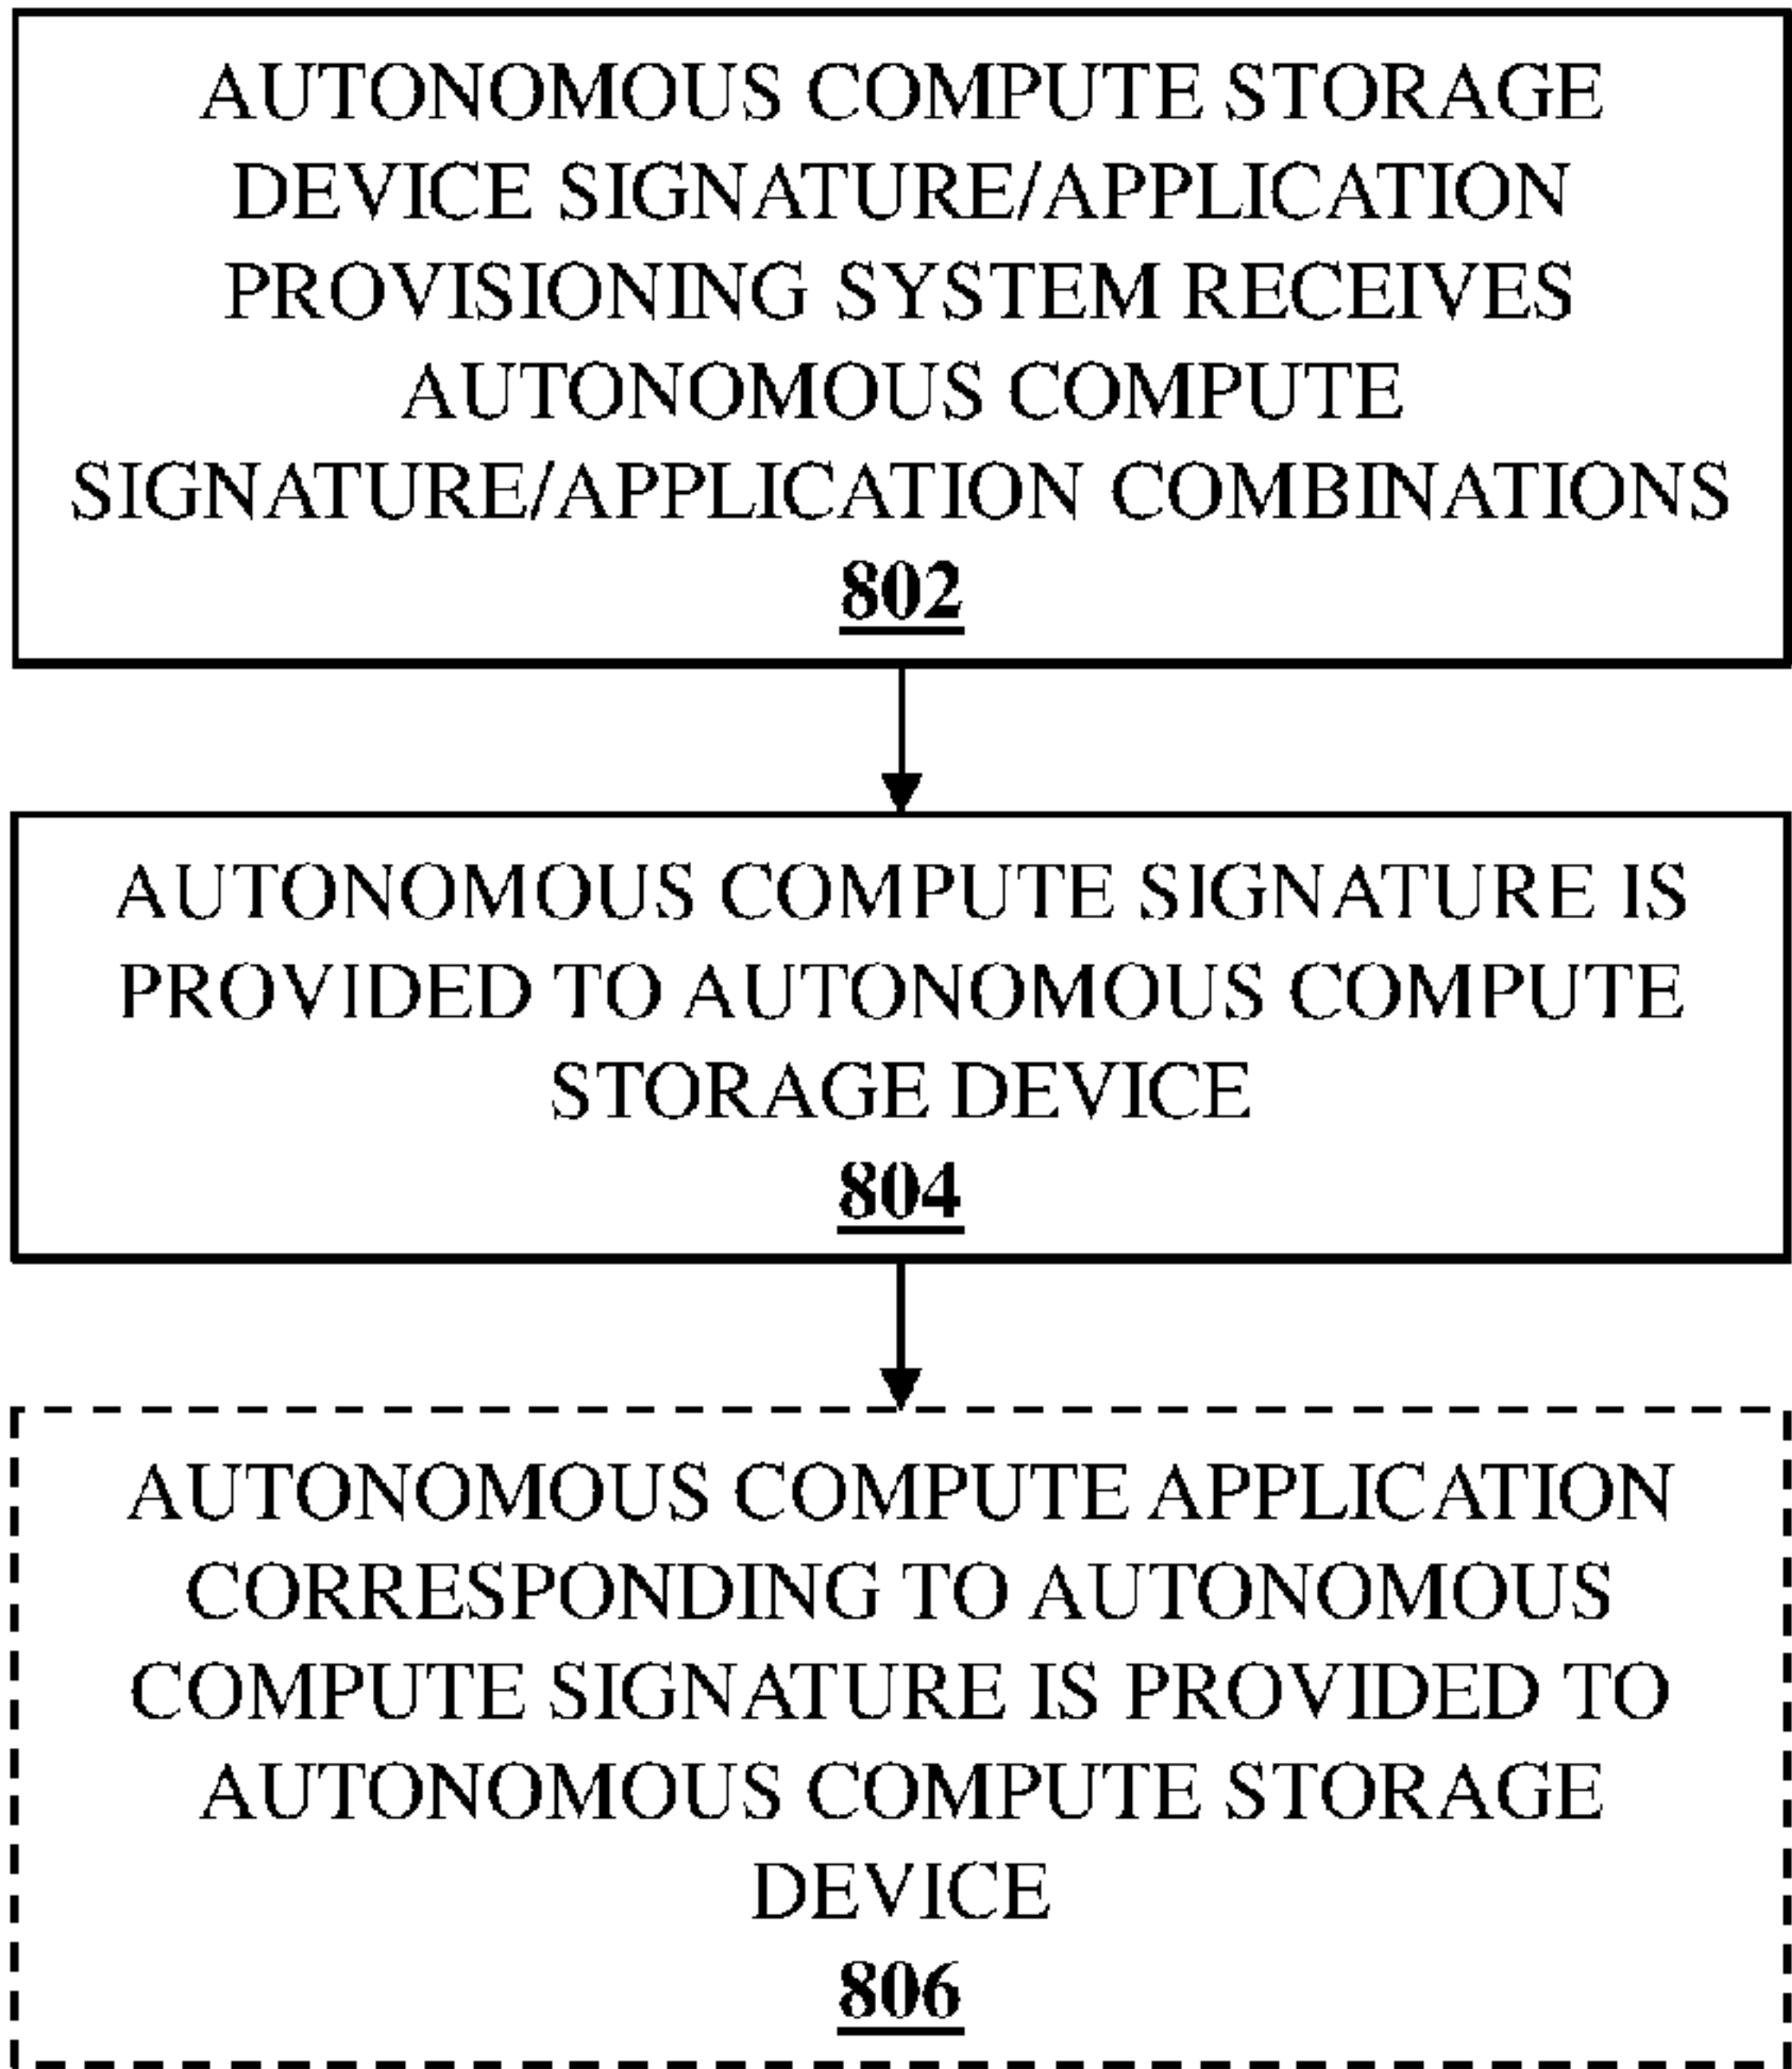 AUTONOMOUS COMPUTE STORAGE
DEVICE SIGNATURE/APPLICATION
PROVISIONING SYSTEM RECEIVES
AUTONOMOUS COMPUTE
SIGNATURE/APPLICATION COMBINATIONS
802
AUTONOMOUS COMPUTE SIGNATURE IS
PROVIDED TO AUTONOMOUS COMPUTE
STORAGE DEVICE
804
AUTONOMOUS COMPUTE APPLICATION
CORRESPONDING TO AUTONOMOUS
COMPUTE SIGNATURE IS PROVIDED TO
AUTONOMOUS COMPUTE STORAGE
DEVICE
806